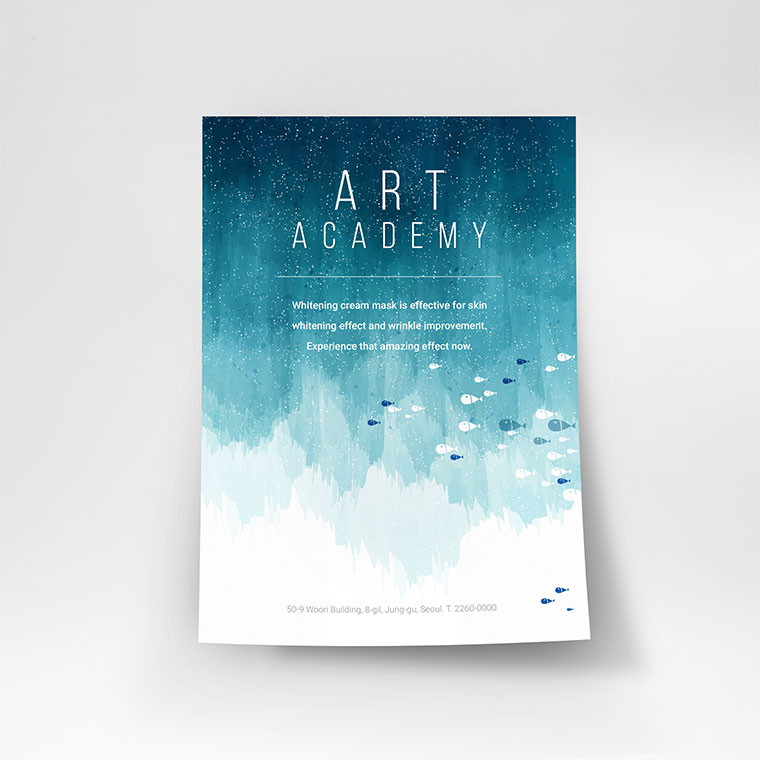 ART
ACADEMY
Whitening cream mask is effective for skin
whitening effect and wrinkle improvement.
Experience that amazing effect now.
50-9 Woori Building, B-gil, Jung-gu, Seoul. T. 2260-0000